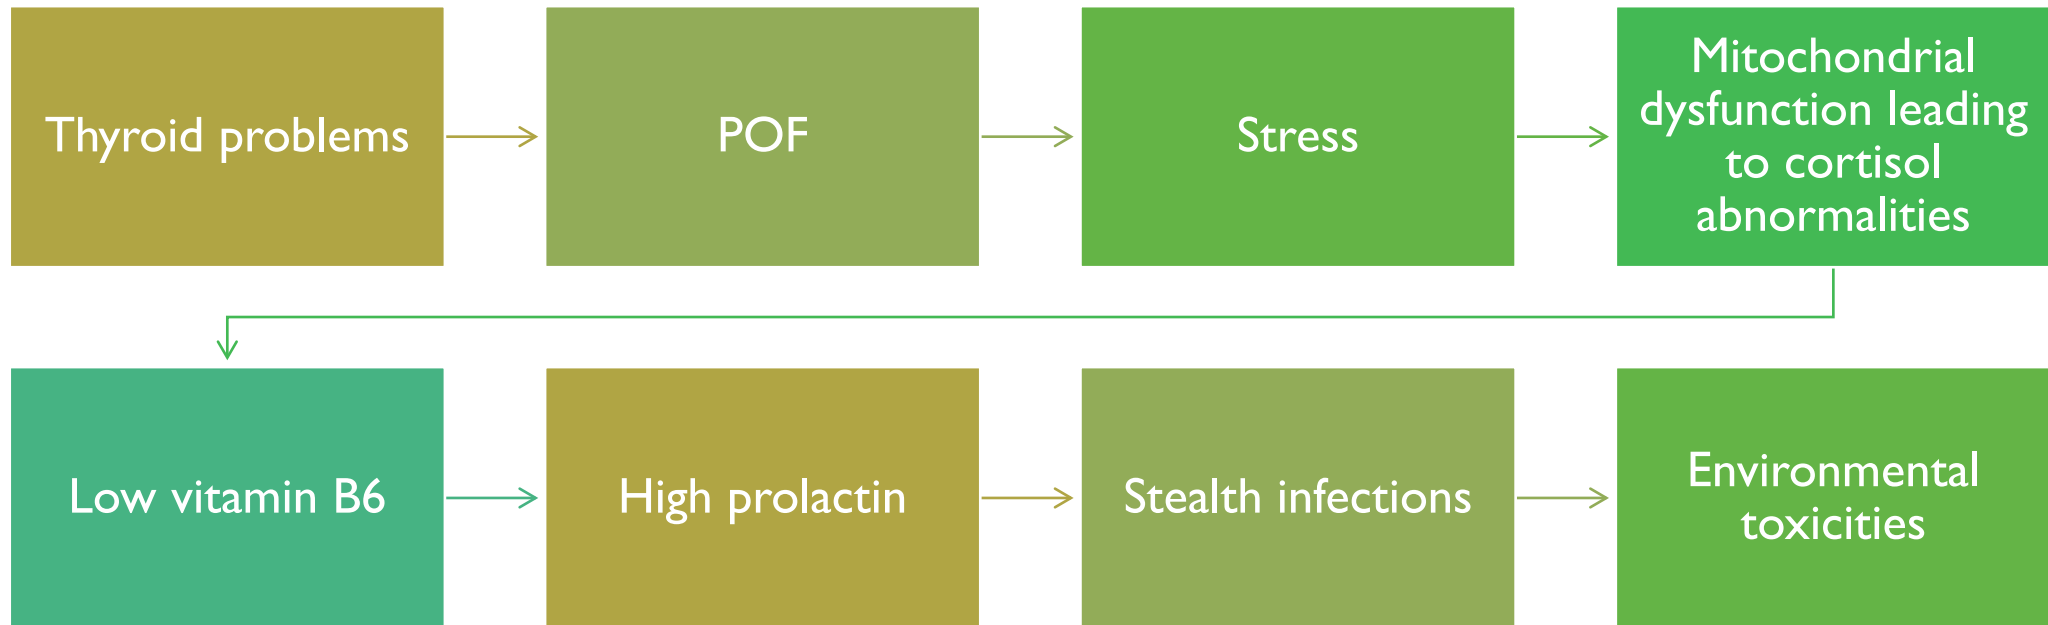 Thyroid problems
POF
Stress
Mitochondrial
dysfunction leading
to cortisol
abnormalities
Low vitamin B6
High prolactin
Stealth infections
Environmental
toxicities